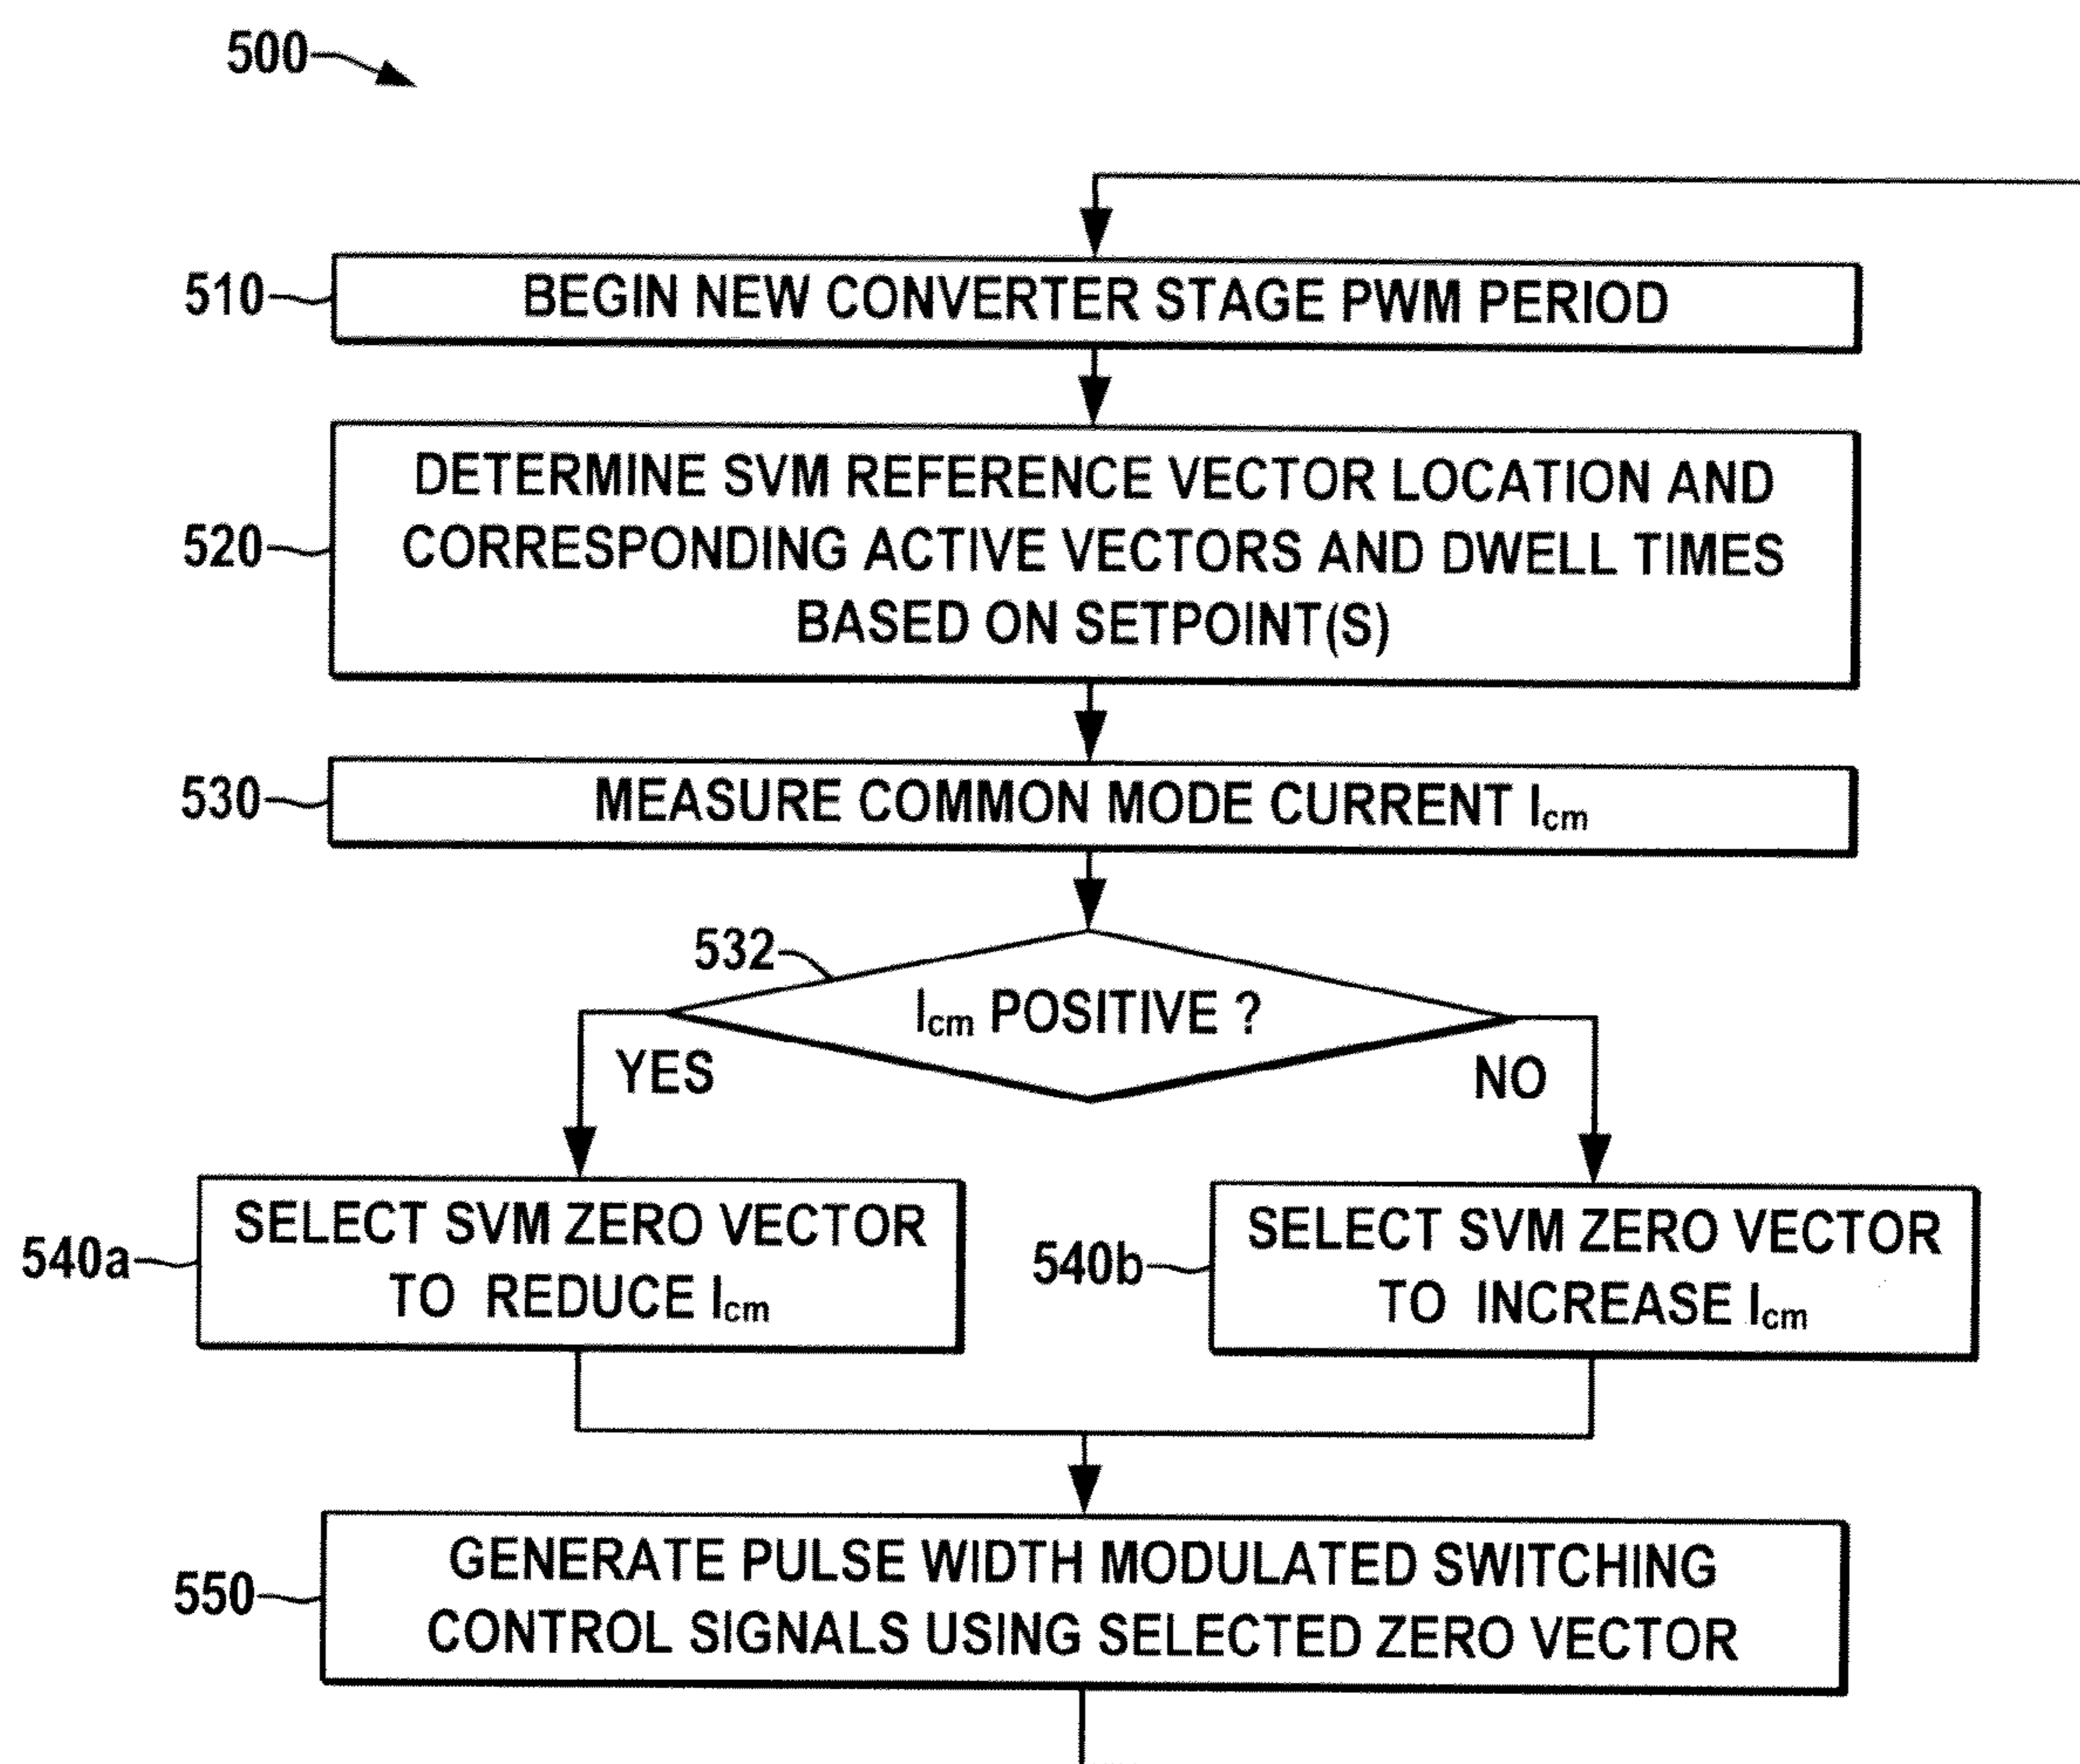 500
510
BEGIN NEW CONVERTER STAGE PWM PERIOD
520
DETERMINE SVM REFERENCE VECTOR LOCATION AND
CORRESPONDING ACTIVE VECTORS AND DWELL TIMES
BASED ON SETPOINT(S)
530
MEASURE COMMON MODE CURRENT Icm
532
Icm POSITIVE ?
YES
NO
540a
SELECT SVM ZERO VECTOR
TO REDUCE Icm
540b
SELECT SVM ZERO VECTOR
TO INCREASE Icm
550
GENERATE PULSE WIDTH MODULATED SWITCHING
CONTROL SIGNALS USING SELECTED ZERO VECTOR